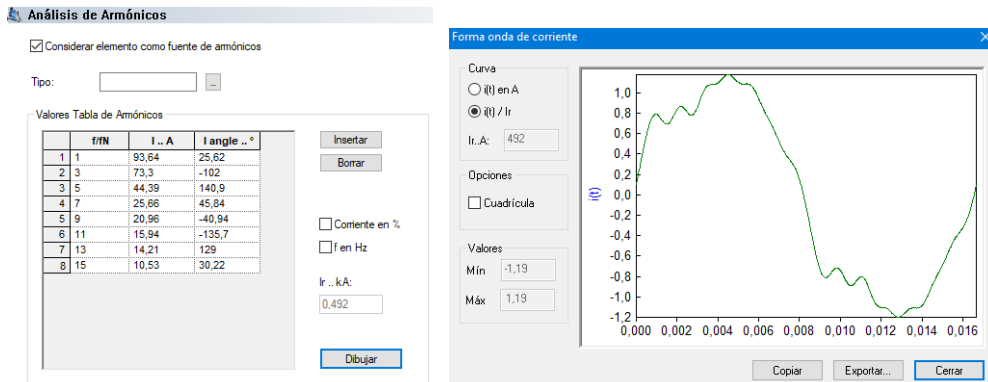 Análisis de Armónicos
Considerar elemento como fuente de armónicos
Tipo:
...
Valores Tabla de Armónicos
f/fN I .. A I angle .. °
1 1 93,64 25,62
2 3 73,3 -102
3 5 44,39 140,9
4 7 25,66 45,84
5 9 20,96 -40,94
6 11 15,94 -135,7
7 13 14,21 129
8 15 10,53 30,22
Insertar
Borrar
Corriente en %
f en Hz
Ir .. kA:
0,492
Dibujar
Forma onda de corriente
Curva
i(t) en A
i(t) / Ir
Ir..A: 492
Opciones
Cuadrícula
Valores
Mín -1,19
Máx 1,19
i(t)
1,0
0,8
0,6
0,4
0,2
0,0
-0,2
-0,4
-0,6
-0,8
-1,0
-1,2
0,000 0,002 0,004 0,006 0,008 0,010 0,012 0,014 0,016
Copiar Exportar... Cerrar